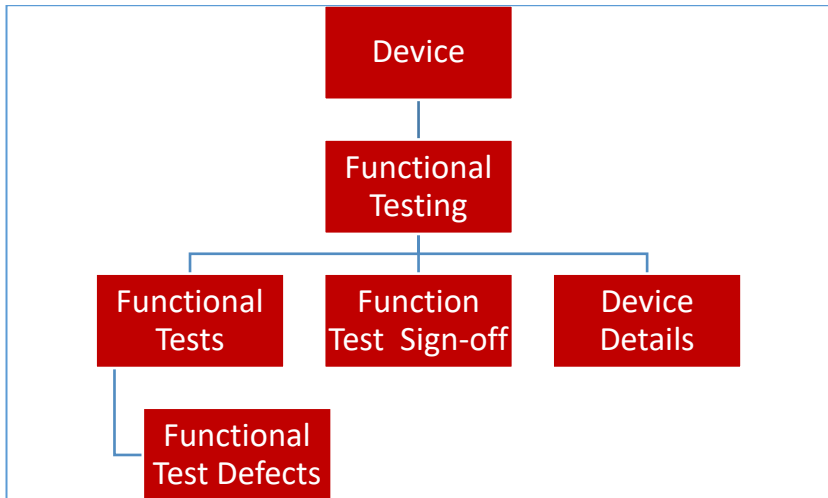 Device
Functional
Testing
Functional
Tests
Function
Test  Sign-off
Device
Details
Functional
Test Defects